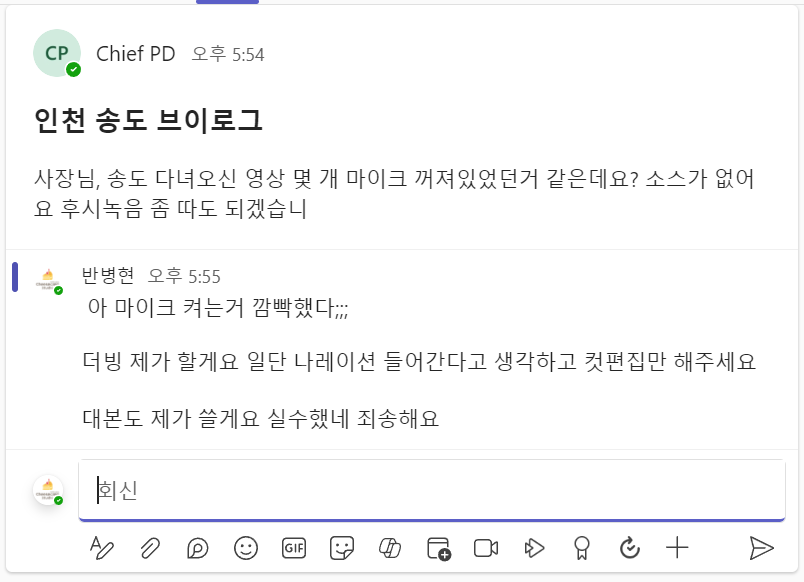 CP Chief PD 오후 5:54
인천 송도 브이로그
사장님, 송도 다녀오신 영상 몇 개 마이크 꺼져있었던거 같은데요? 소스가 없어
요 후시녹음 좀 따도 되겠습니
반병현 오후 5:55
아 마이크 켜는거 깜빡했다;;;
더빙 제가 할게요 일단 나레이션 들어간다고 생각하고 컷편집만 해주세요
대본도 제가 쓸게요 실수했네 죄송해요
회신
GIF